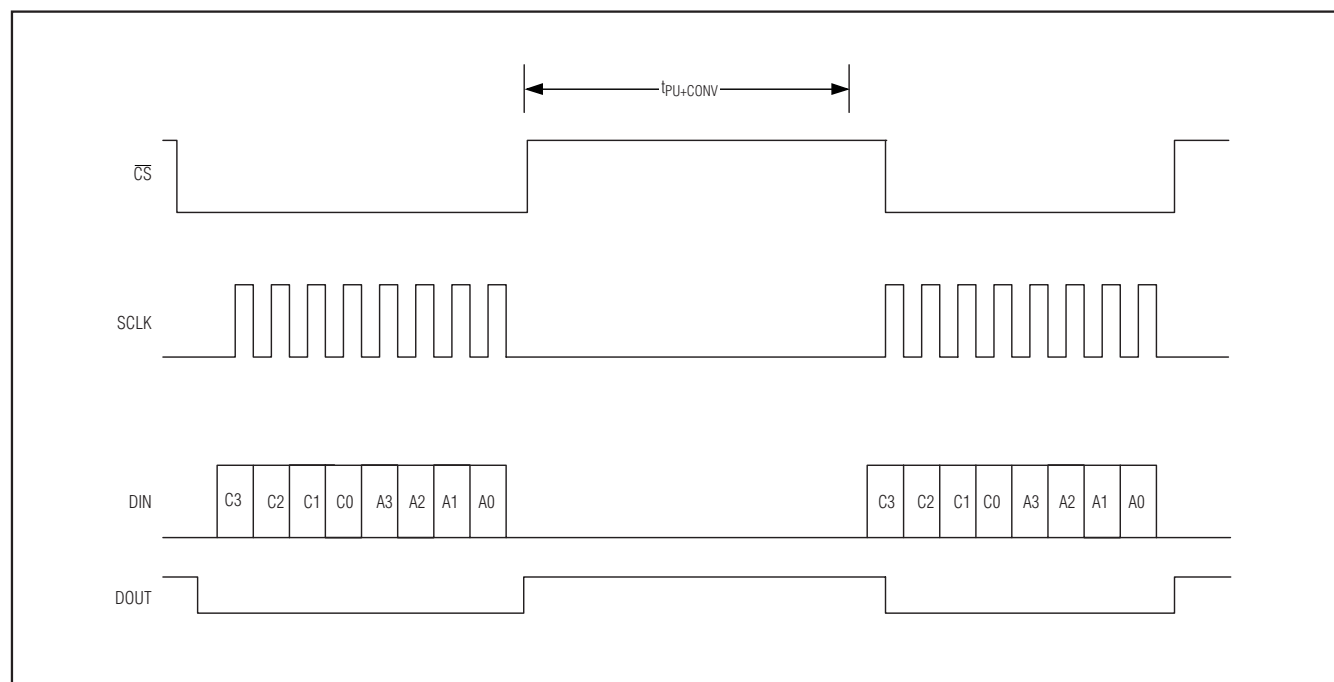 tPU+CONV
CS
SCLK
DIN
C3 C2 C1 C0 A3 A2 A1 A0
C3 C2 C1 C0 A3 A2 A1 A0
DOUT